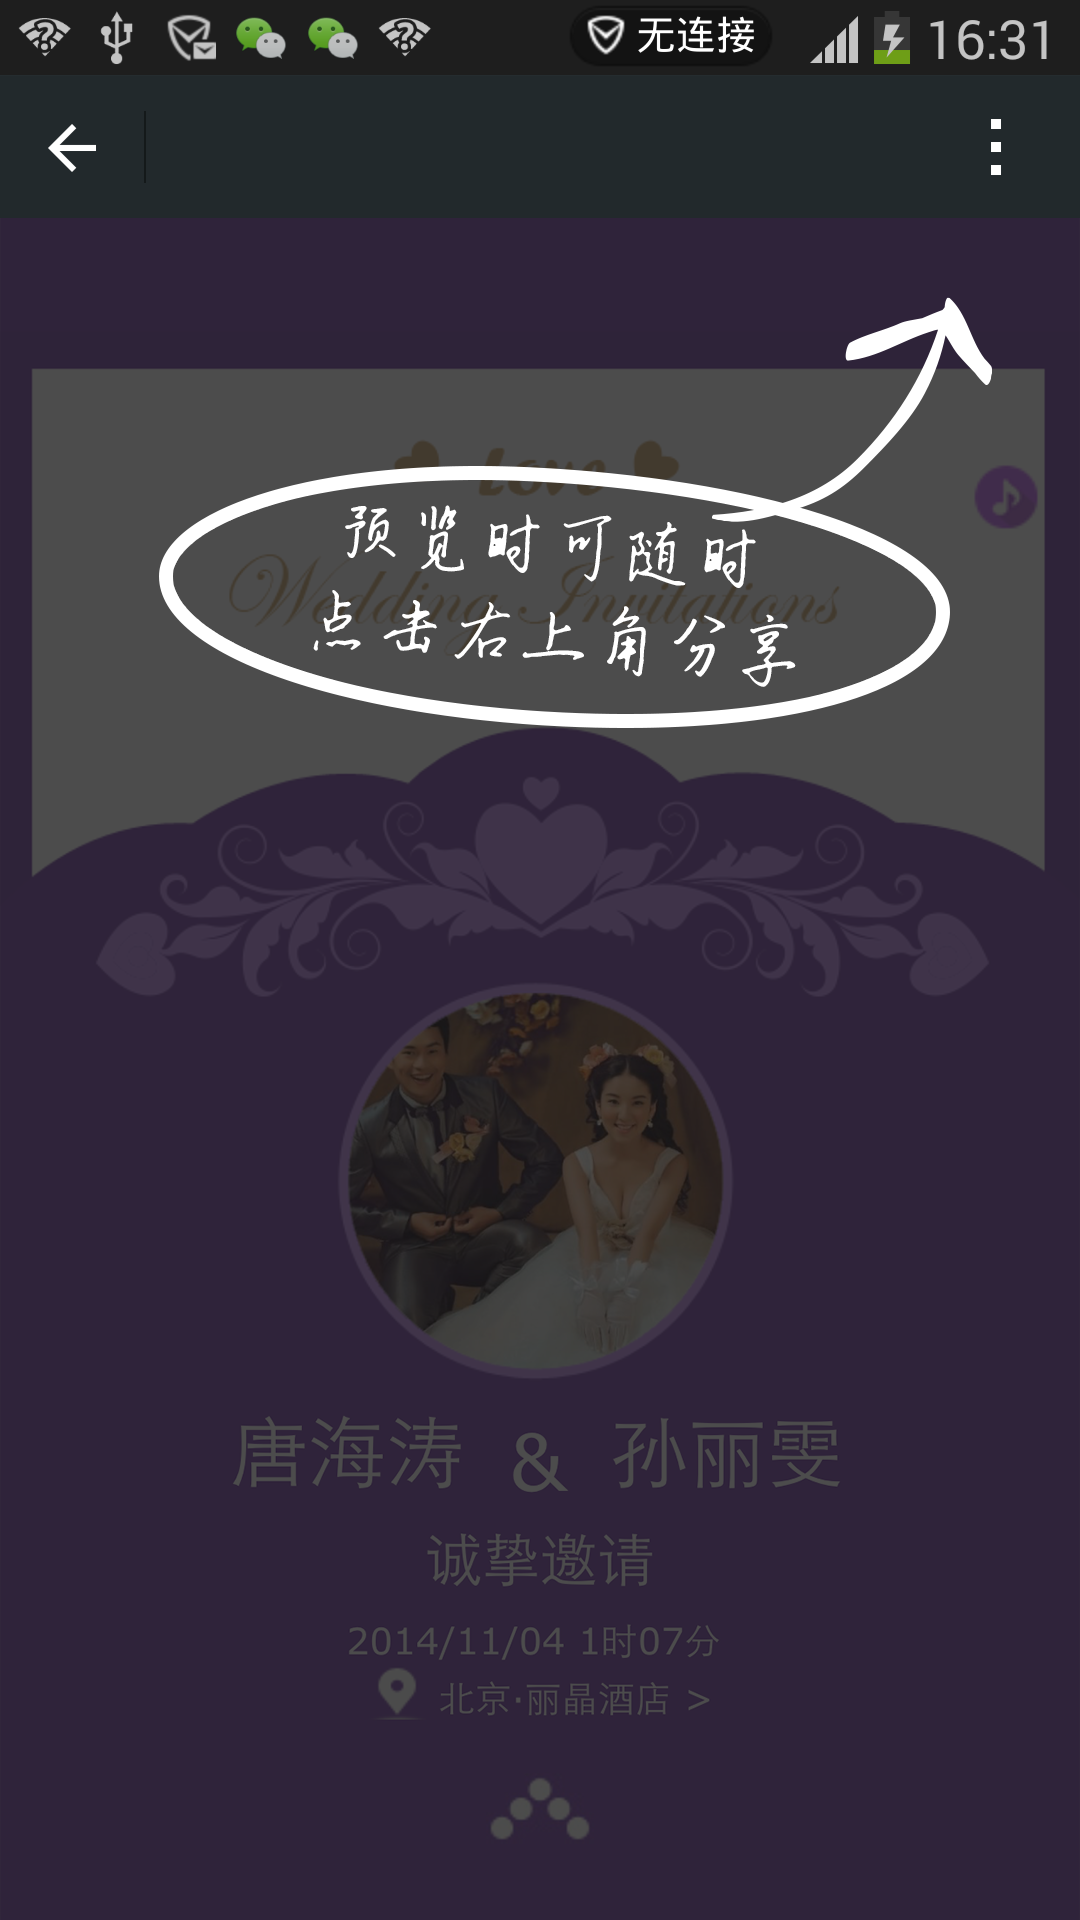 无连接 16:31
Love
预览时可随时
Wedding Invitations
点击右上角分享
唐海涛 & 孙丽雯
诚挚邀请
2014/11/04 1时07分
北京·丽晶酒店 >